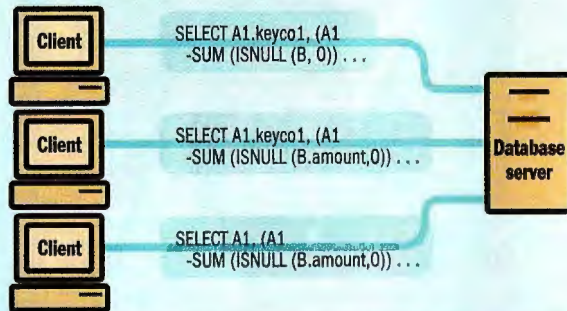 Client
SELECT A1.keyco1, (A1
-SUM (ISNULL (B, 0)) . . .
Client
SELECT A1.keyco1, (A1
-SUM (ISNULL (B.amount,0)) . . .
Database
server
Client
SELECT A1, (A1
-SUM (ISNULL (B.amount,0)) . . .